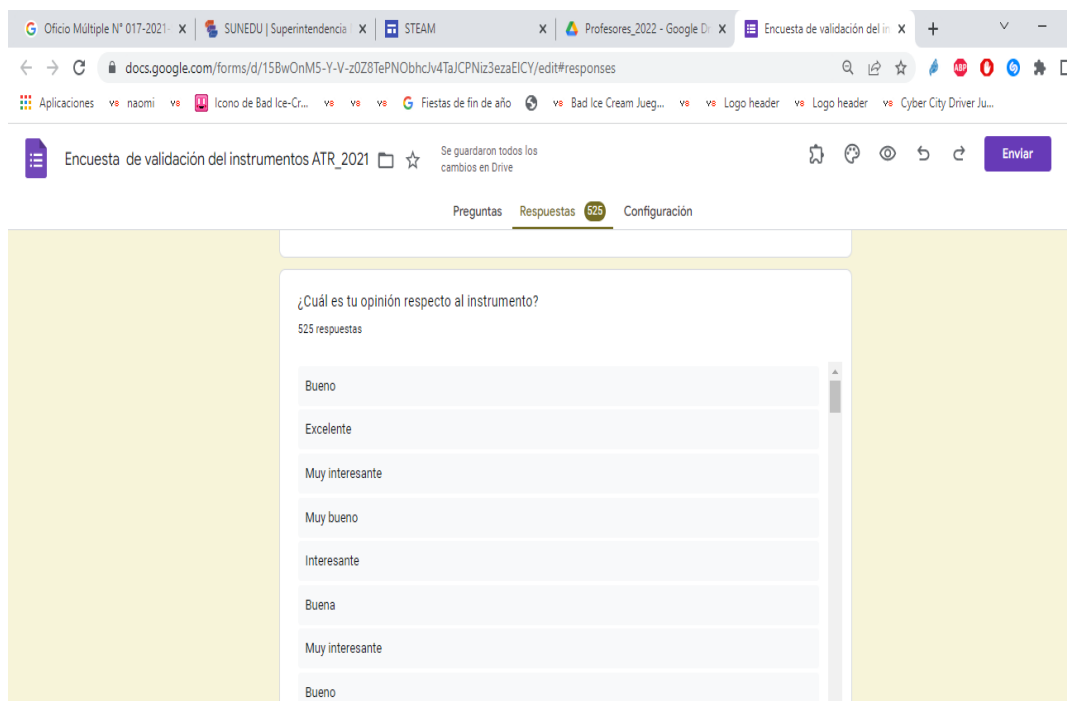 Oficio Múltiple N° 017-2021-
SUNEDU | Superintendencia
STEAM
Profesores_2022 - Google Dr
Encuesta de validación del in
docs.google.com/forms/d/15BwOnM5-Y-V-z0Z8TePNObhcJv4TaJCPNiz3ezaEICY/edit#responses
Aplicaciones
naomi
Icono de Bad Ice-Cr...
Fiestas de fin de año
Bad Ice Cream Jueg...
Logo header
Logo header
Cyber City Driver Ju...
Encuesta de validación del instrumentos ATR_2021
Se guardaron todos los
cambios en Drive
Enviar
Preguntas Respuestas 525 Configuración
¿Cuál es tu opinión respecto al instrumento?
525 respuestas
Bueno
Excelente
Muy interesante
Muy bueno
Interesante
Buena
Muy interesante
Bueno